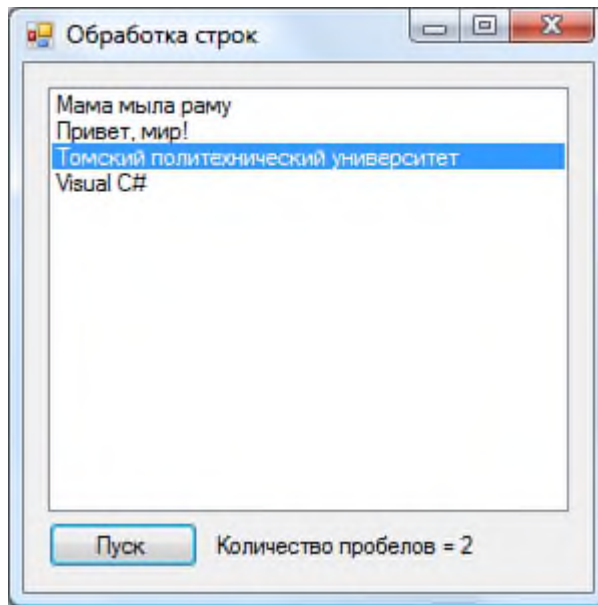 Обработка строк
Мама мыла раму
Привет, мир!
Томский политехнический университет
Visual C#
Пуск
Количество пробелов = 2